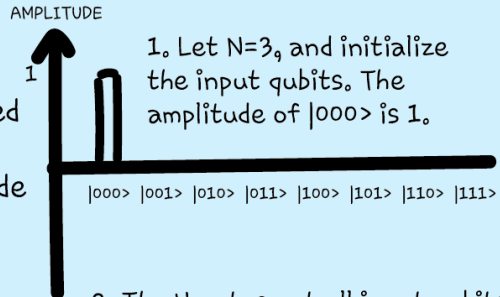 AMPLITUDE
1. Let N=3, and initialize
1
the input qubits. The
amplitude of |000> is 1.
de
|000> |001> |010> |011> |100> |101> |110> |111>